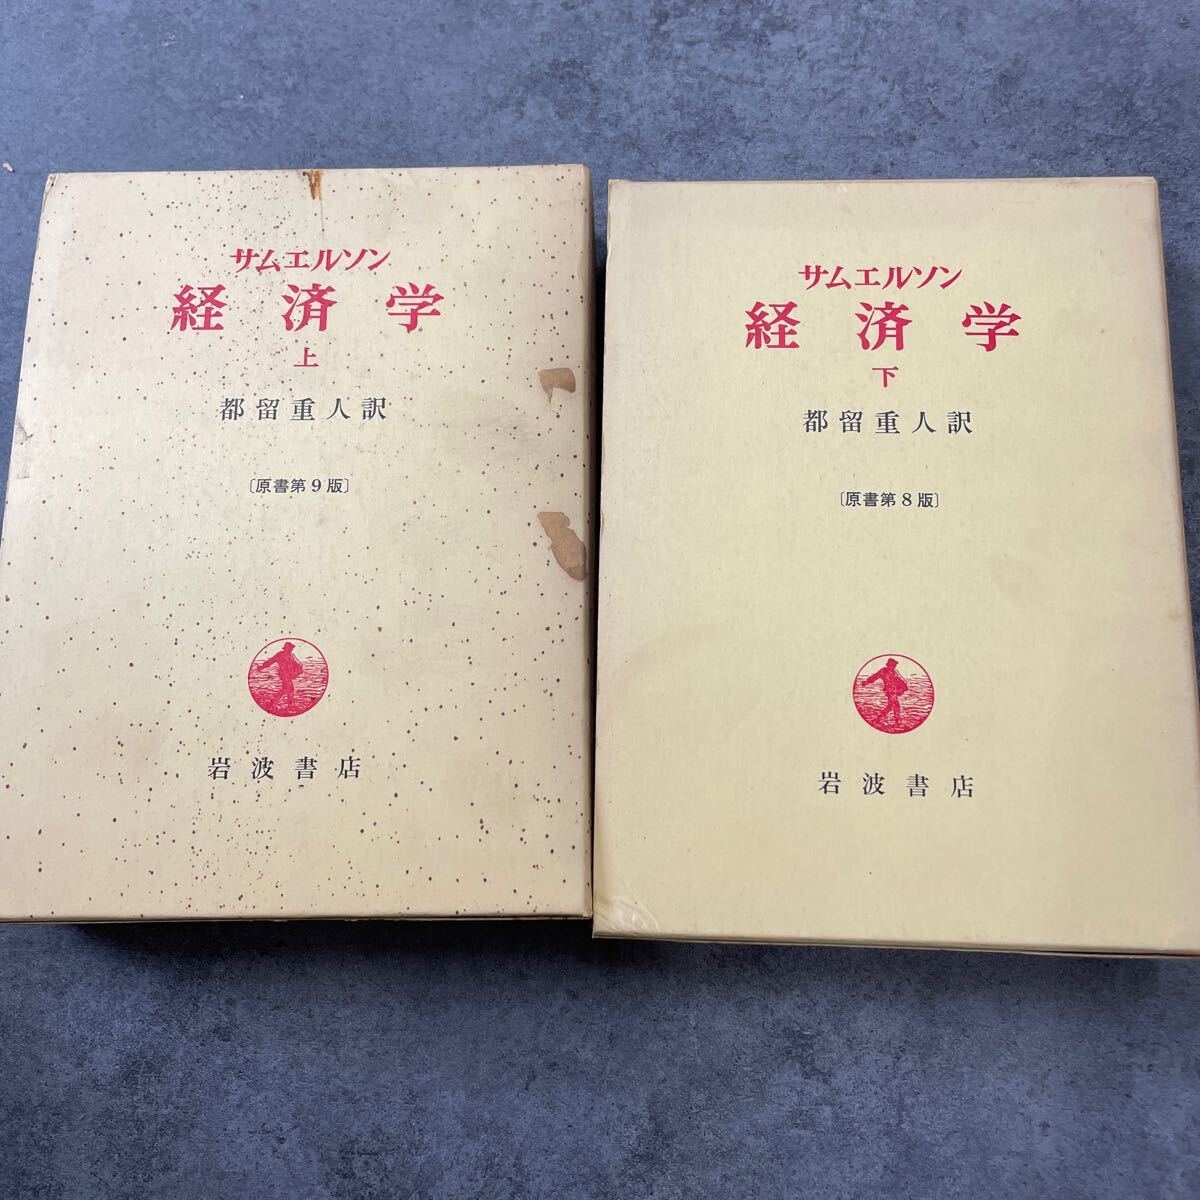 サムエルソン
経済学
上
都留重人訳
〔原書第9版〕
岩波書店
サムエルソン
経済学
下
都留重人訳
〔原書第8版〕
岩波書店